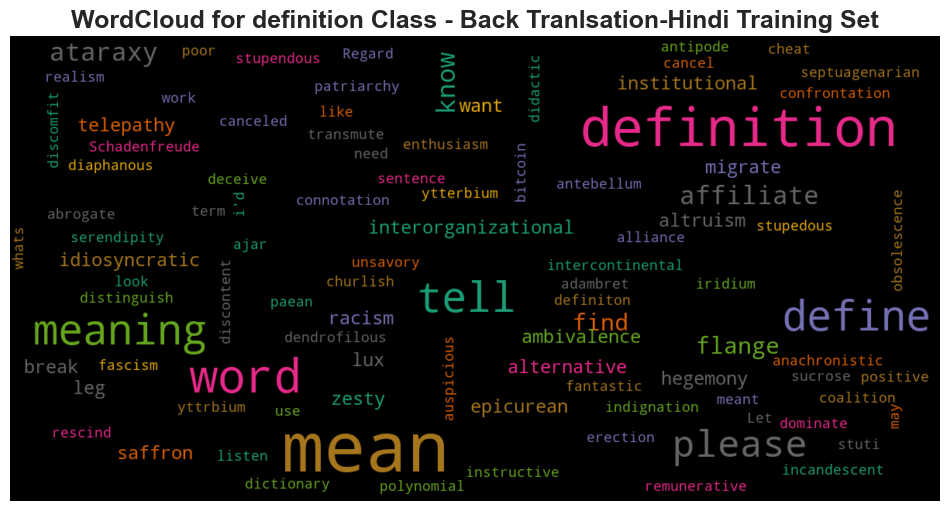 WordCloud for definition Class - Back Tranlsation-Hindi Training Set
ataraxy
poor
stupendous
Regard
know
antipode
cheat
cancel
septuagenarian
realism
patriarchy
institutional
confrontation
work
want
didactic
discomfit
telepathy
canceled
like
definition
transmute
Schadenfreude
need
enthusiasm
diaphanous
migrate
deceive
sentence
bitcoin
antebellum
affiliate
i'd
connotation
ytterbium
abrogate
term
altruism
stupedous
obsolescence
whats
serendipity
ajar
interorganizational
alliance
idiosyncratic
unsavory
intercontinental
look
discontent
churlish
adambret
iridium
distinguish
paean
tell
definiton
meaning
racism
find
define
dendrofilous
ambivalence
flange
break
fascism
lux
alternative
anachronistic
leg
word
auspicious
fantastic
hegemony
sucrose
positive
yttrbium
use
zesty
epicurean
indignation
meant
coalition
Let
may
rescind
mean
erection
please
dominate
saffron
listen
stuti
dictionary
polynomial
instructive
remunerative
incandescent